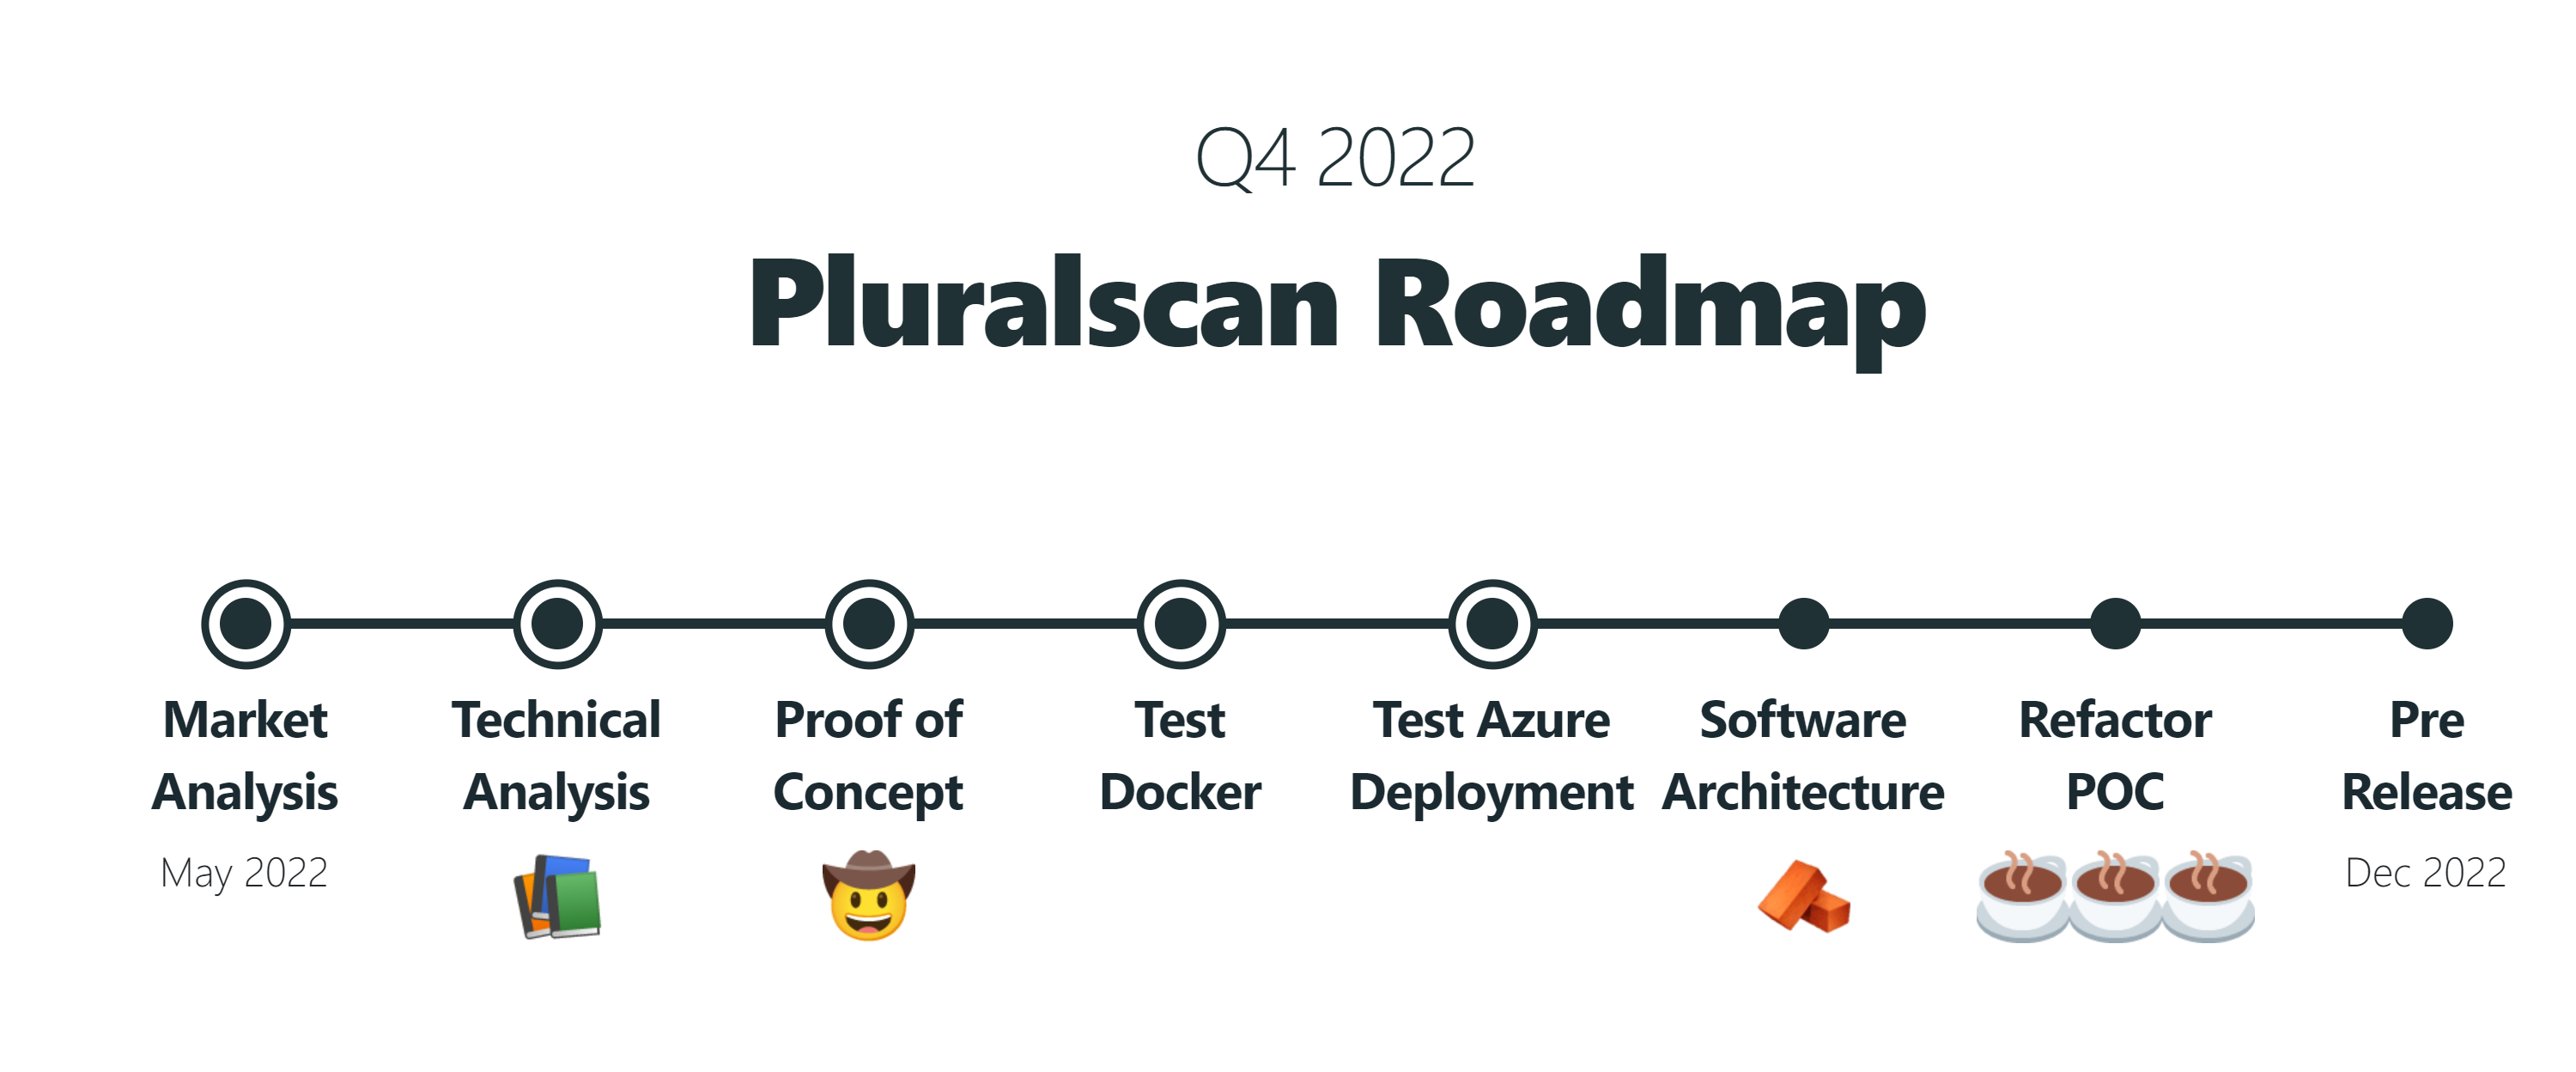 Q4 2022
Pluralscan Roadmap
Market
Analysis
May 2022
Technical
Analysis
Proof of
Concept
Test
Docker
Test Azure
Deployment
Software
Architecture
Refactor
POC
Pre
Release
Dec 2022